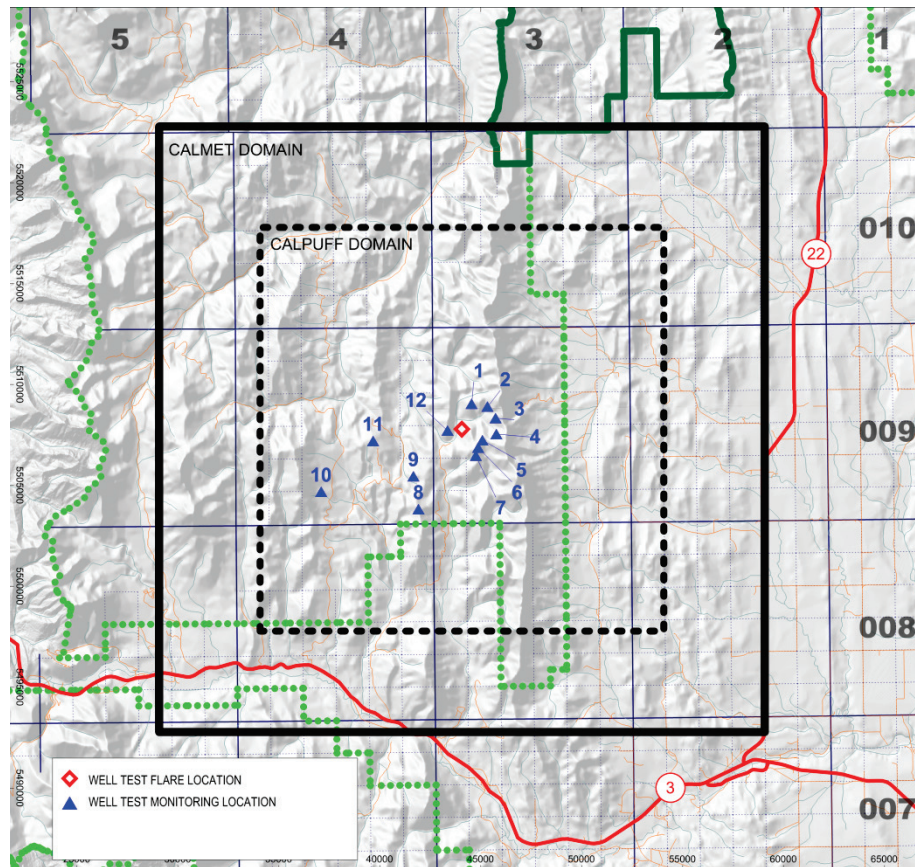 5 4 3 2 1
5525000
CALMET DOMAIN
5520000
010
CALPUFF DOMAIN
22
5515000
5510000
1 2
12 3
11 4
009
9 5
10 8 6
7
5505000
5500000
008
5495000
WELL TEST FLARE LOCATION
WELL TEST MONITORING LOCATION
3
5490000
007
40000 45000 50000 55000 60000 65000